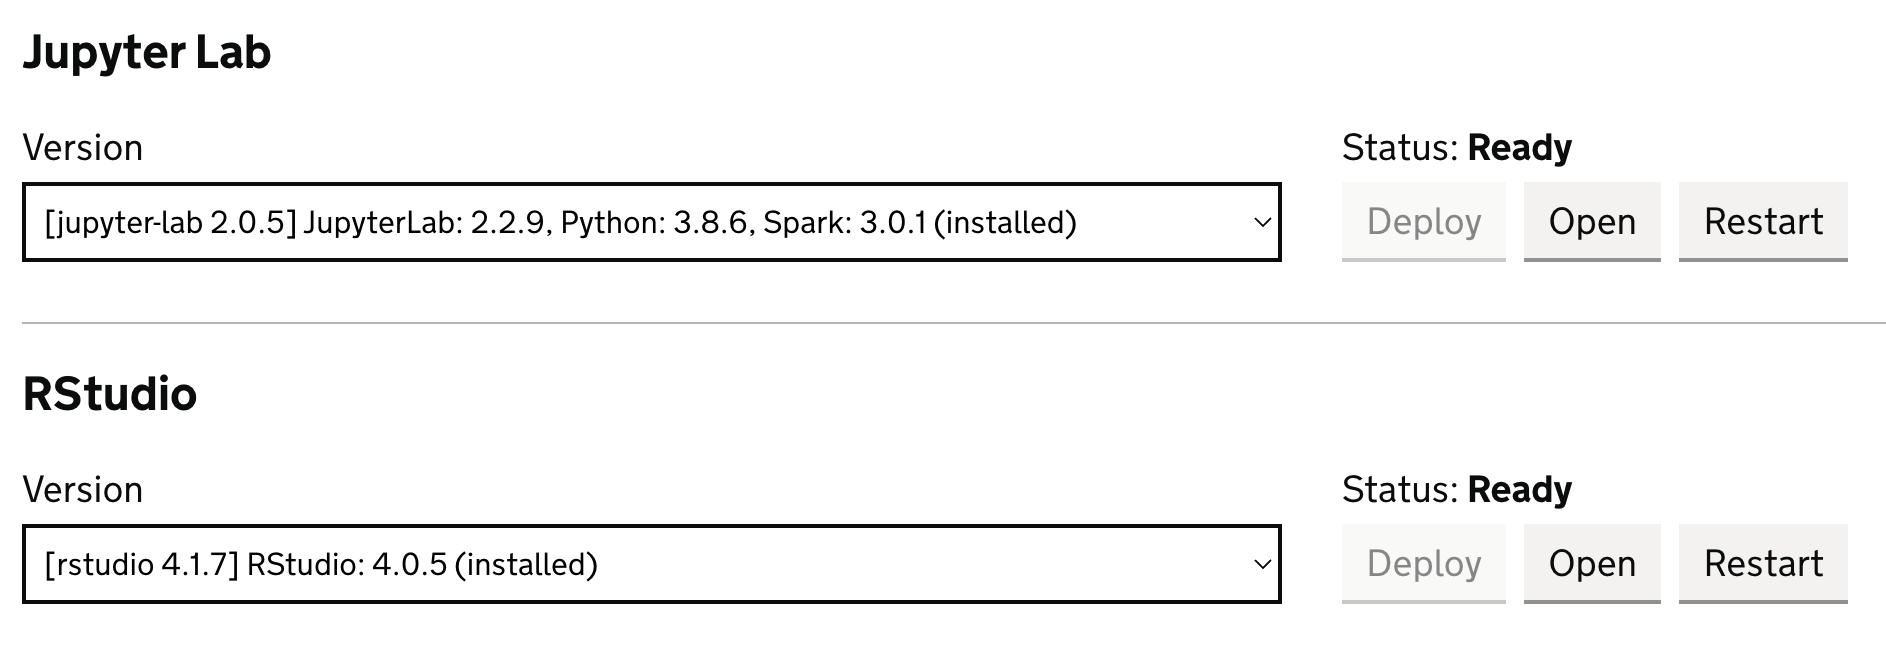 Jupyter Lab
Version
Status: Ready
[jupyter-lab 2.0.5] JupyterLab: 2.2.9, Python: 3.8.6, Spark: 3.0.1 (installed)
Deploy Open Restart
RStudio
Version
Status: Ready
[rstudio 4.1.7] RStudio: 4.0.5 (installed)
Deploy Open Restart